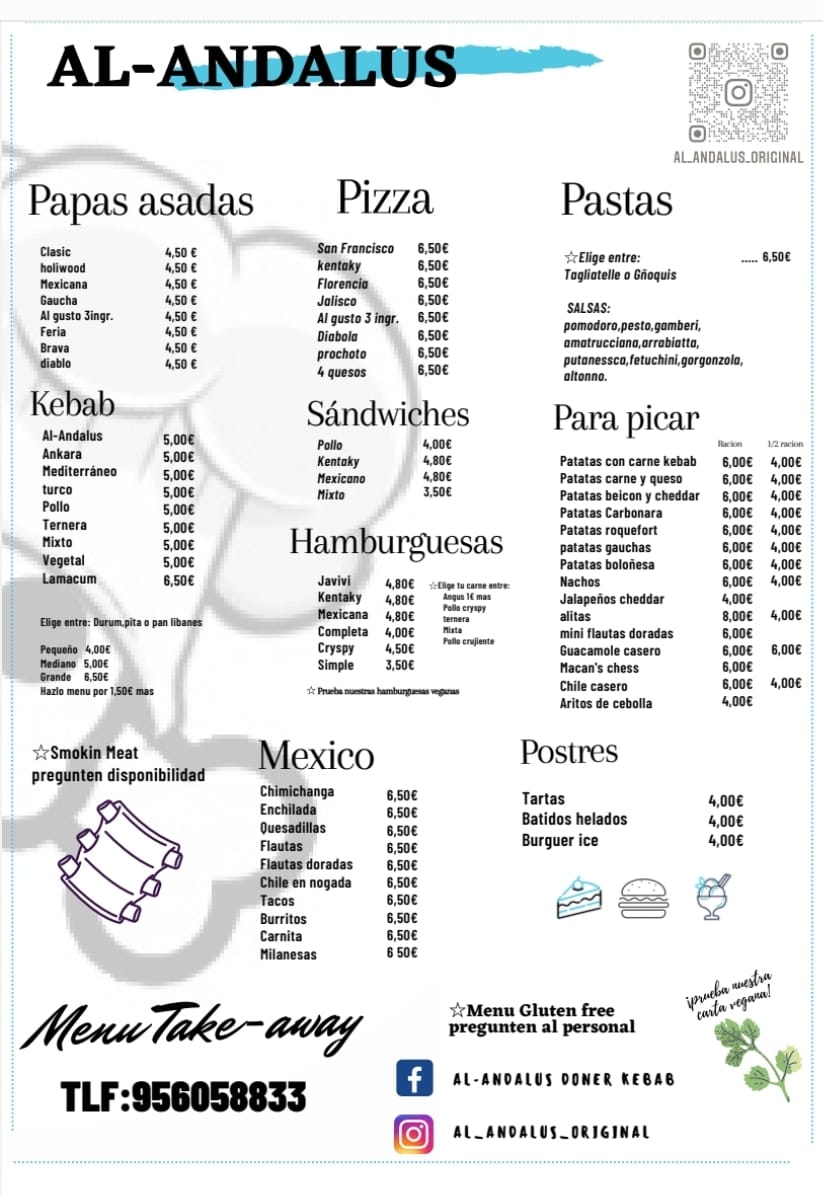 AL-ANDALUS
AL_ANDALUS_ORIGINAL
Papas asadas
Clasic 4,50 €
holiwood 4,50 €
Mexicana 4,50 €
Gaucha 4,50 €
Al gusto 3ingr. 4,50 €
Feria 4,50 €
Brava 4,50 €
diablo 4,50 €
Kebab
Al-Andalus 5,00€
Ankara 5,00€
Mediterráneo 5,00€
turco 5,00€
Pollo 5,00€
Ternera 5,00€
Mixto 5,00€
Vegetal 5,00€
Lamacum 6,50€
Elige entre: Durum,pita o pan libanes
Pequeño 4,00€
Mediano 5,00€
Grande 6,50€
Hazlo menu por 1,50€ mas
☆Smokin Meat
pregunten disponibilidad
Pizza
San Francisco 6,50€
kentaky 6,50€
Florencia 6,50€
Jalisco 6,50€
Al gusto 3 ingr. 6,50€
Diabola 6,50€
prochoto 6,50€
4 quesos 6,50€
Sándwiches
Pollo 4,00€
Kentaky 4,80€
Mexicano 4,80€
Mixto 3,50€
Hamburguesas
Javivi 4,80€
Kentaky 4,80€
Mexicana 4,80€
Completa 4,00€
Cryspy 4,50€
Simple 3,50€
☆Elige tu carne entre:
Angus 1€ mas
Pollo cryspy
ternera
Mixta
Pollo crujiente
☆ Prueba nuestras hamburguesas veganas
Mexico
Chimichanga 6,50€
Enchilada 6,50€
Quesadillas 6,50€
Flautas 6,50€
Flautas doradas 6,50€
Chile en nogada 6,50€
Tacos 6,50€
Burritos 6,50€
Carnita 6,50€
Milanesas 6 50€
Pastas
☆Elige entre: ..... 6,50€
Tagliatelle o Gñoquis
SALSAS:
pomodoro,pesto,gamberi,
amatrucciana,arrabiatta,
putanessca,fetuchini,gorgonzola,
altonno.
Para picar
Racion 1/2 racion
Patatas con carne kebab 6,00€ 4,00€
Patatas carne y queso 6,00€ 4,00€
Patatas beicon y cheddar 6,00€ 4,00€
Patatas Carbonara 6,00€ 4,00€
Patatas roquefort 6,00€ 4,00€
patatas gauchas 6,00€ 4,00€
Patatas boloñesa 6,00€ 4,00€
Nachos 6,00€ 4,00€
Jalapeños cheddar 4,00€
alitas 8,00€ 4,00€
mini flautas doradas 6,00€
Guacamole casero 6,00€ 6,00€
Macan's chess 6,00€
Chile casero 6,00€ 4,00€
Aritos de cebolla 4,00€
Postres
Tartas 4,00€
Batidos helados 4,00€
Burguer ice 4,00€
Menu Take-away
TLF:956058833
☆Menu Gluten free
pregunten al personal
¡prueba nuestra
carta vegana!
AL-ANDALUS DONER KEBAB
AL_ANDALUS_ORIGINAL